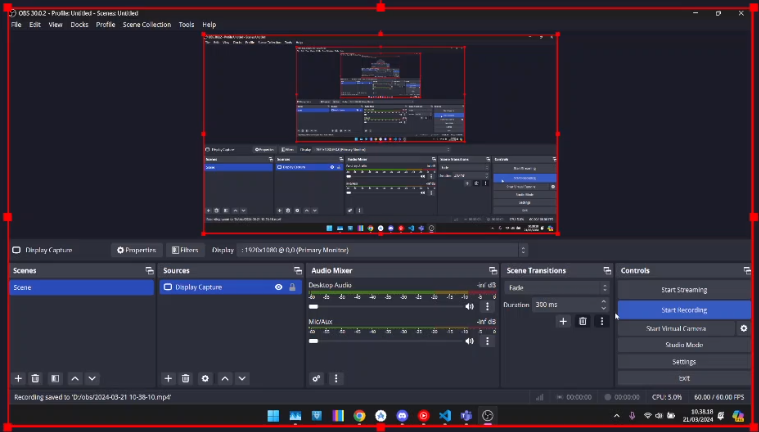 OBS 30.0.2 - Profile: Untitled - Scenes: Untitled
File Edit View Docks Profile Scene Collection Tools Help
Display Capture Properties Filters Display : 1920x1080 @ 0,0 (Primary Monitor)
Scenes Sources Audio Mixer Scene Transitions Controls
Scene
Display Capture
Desktop Audio -inf dB
-60 -55 -50 -45 -40 -35 -30 -25 -20 -15 -10 -5 0
Mic/Aux -inf dB
-60 -55 -50 -45 -40 -35 -30 -25 -20 -15 -10 -5 0
Fade
Duration 300 ms
Start Streaming
Start Recording
Start Virtual Camera
Studio Mode
Settings
Exit
Recording saved to 'D:/obs/2024-03-21 10-38-10.mp4' 00:00:00 00:00:00 CPU: 5.0% 60.00 / 60.00 FPS
10.38.18
21/03/2024